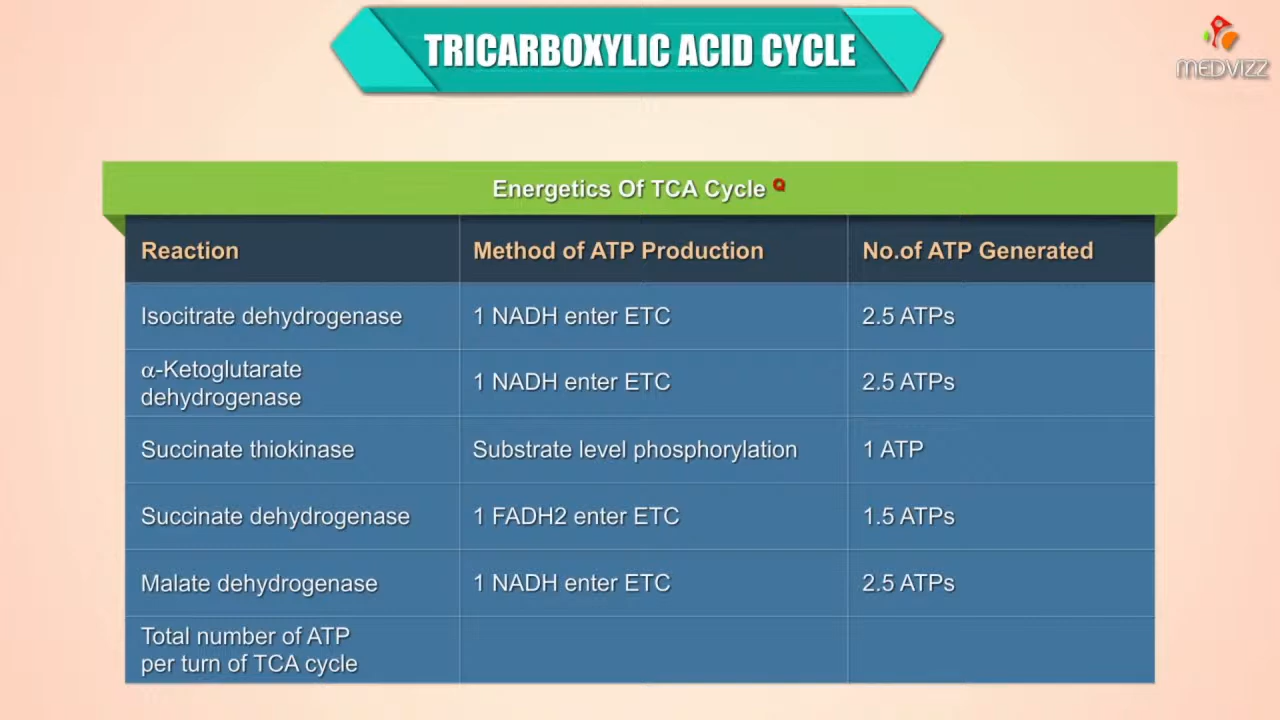 TRICARBOXYLIC ACID CYCLE
MEDVIZZ
Energetics Of TCA Cycle Q
Reaction Method of ATP Production No.of ATP Generated
Isocitrate dehydrogenase 1 NADH enter ETC 2.5 ATPs
α-Ketoglutarate
dehydrogenase 1 NADH enter ETC 2.5 ATPs
Succinate thiokinase Substrate level phosphorylation 1 ATP
Succinate dehydrogenase 1 FADH2 enter ETC 1.5 ATPs
Malate dehydrogenase 1 NADH enter ETC 2.5 ATPs
Total number of ATP
per turn of TCA cycle